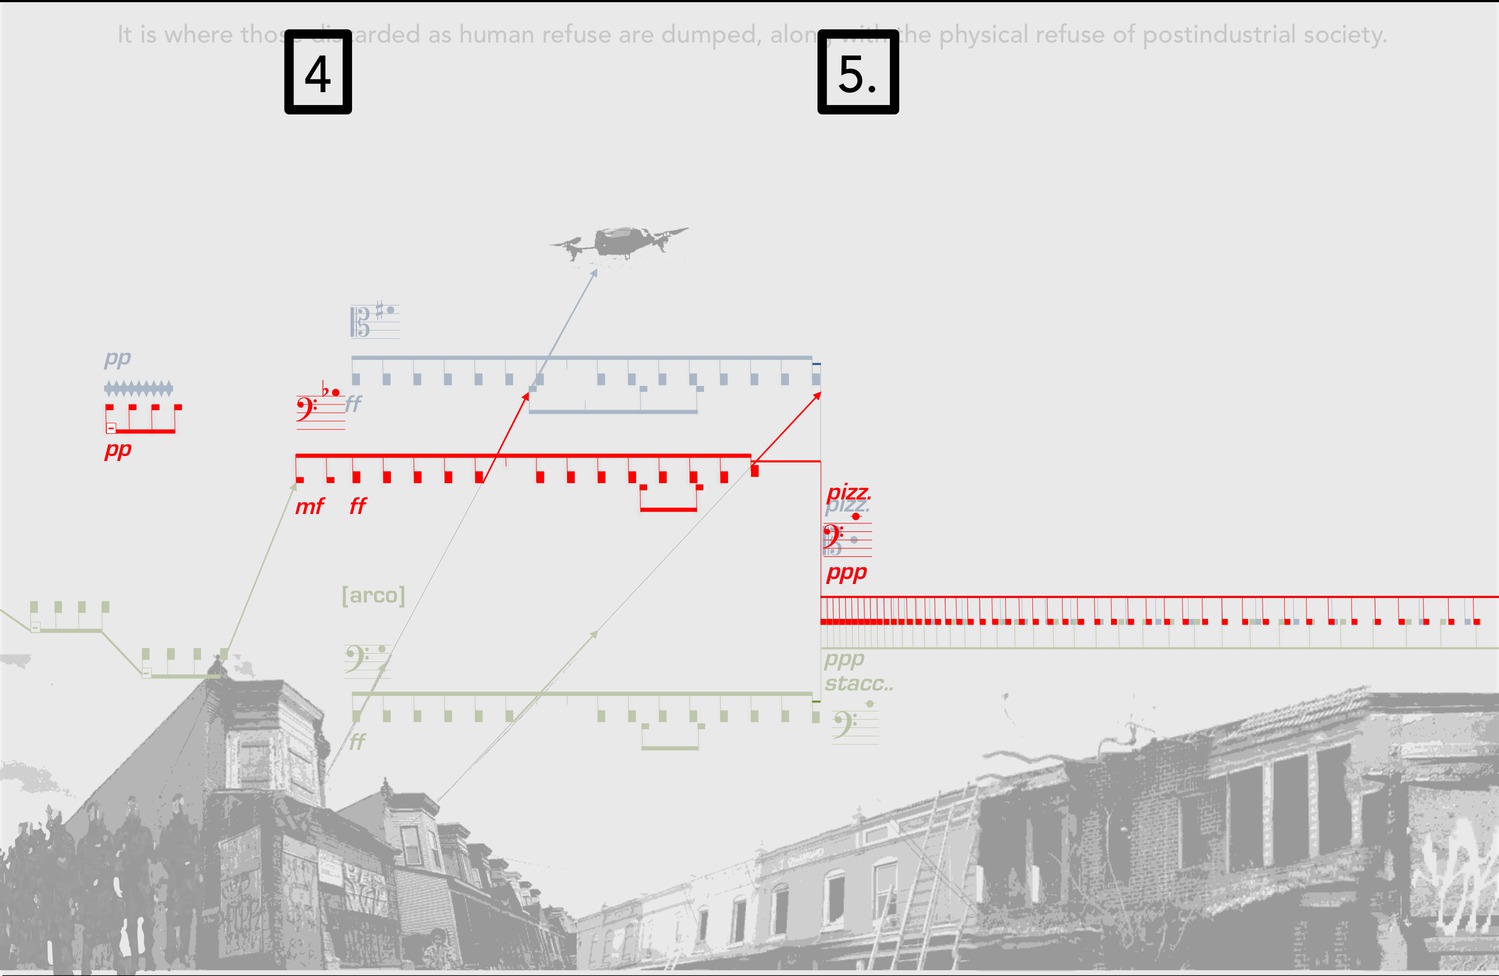 It is where those discarded as human refuse are dumped, along with the physical refuse of postindustrial society.
4
5.
pp
pp
ff
mf
ff
[arco]
ff
pizz.
pizz.
ppp
ppp
stacc..